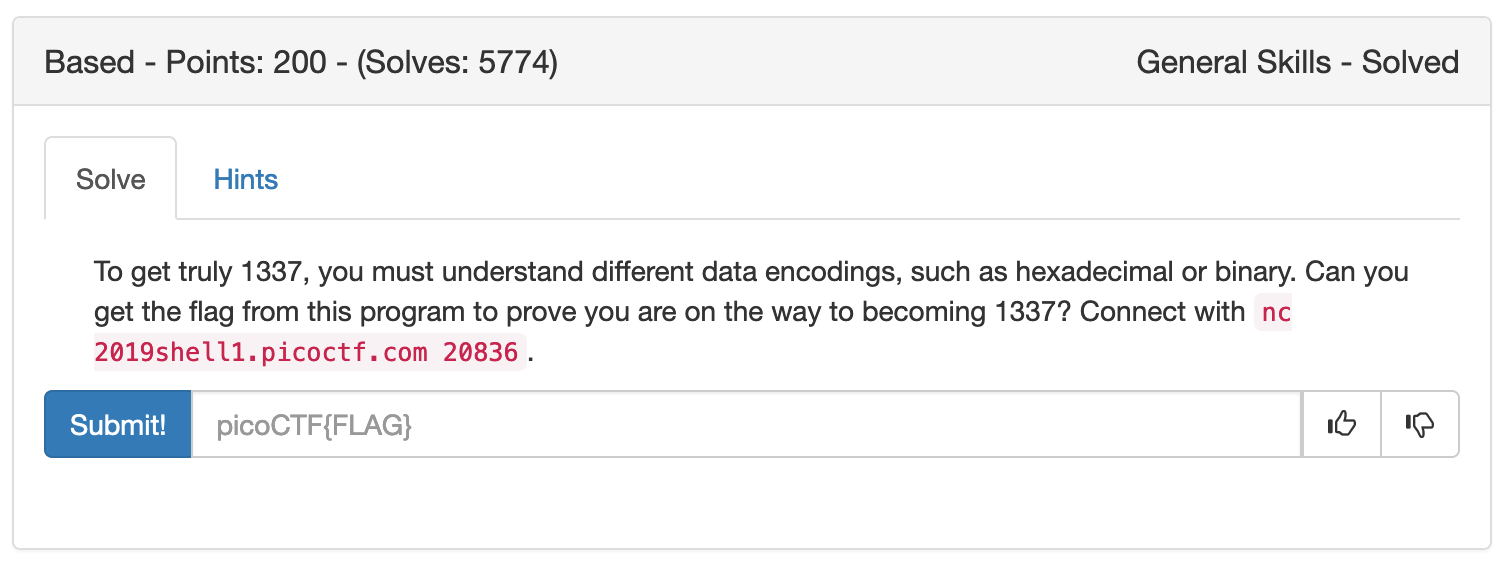 Based - Points: 200 - (Solves: 5774)
General Skills - Solved
Solve
Hints
To get truly 1337, you must understand different data encodings, such as hexadecimal or binary. Can you
get the flag from this program to prove you are on the way to becoming 1337? Connect with nc
2019shell1.picoctf.com 20836 .
Submit!
picoCTF{FLAG}